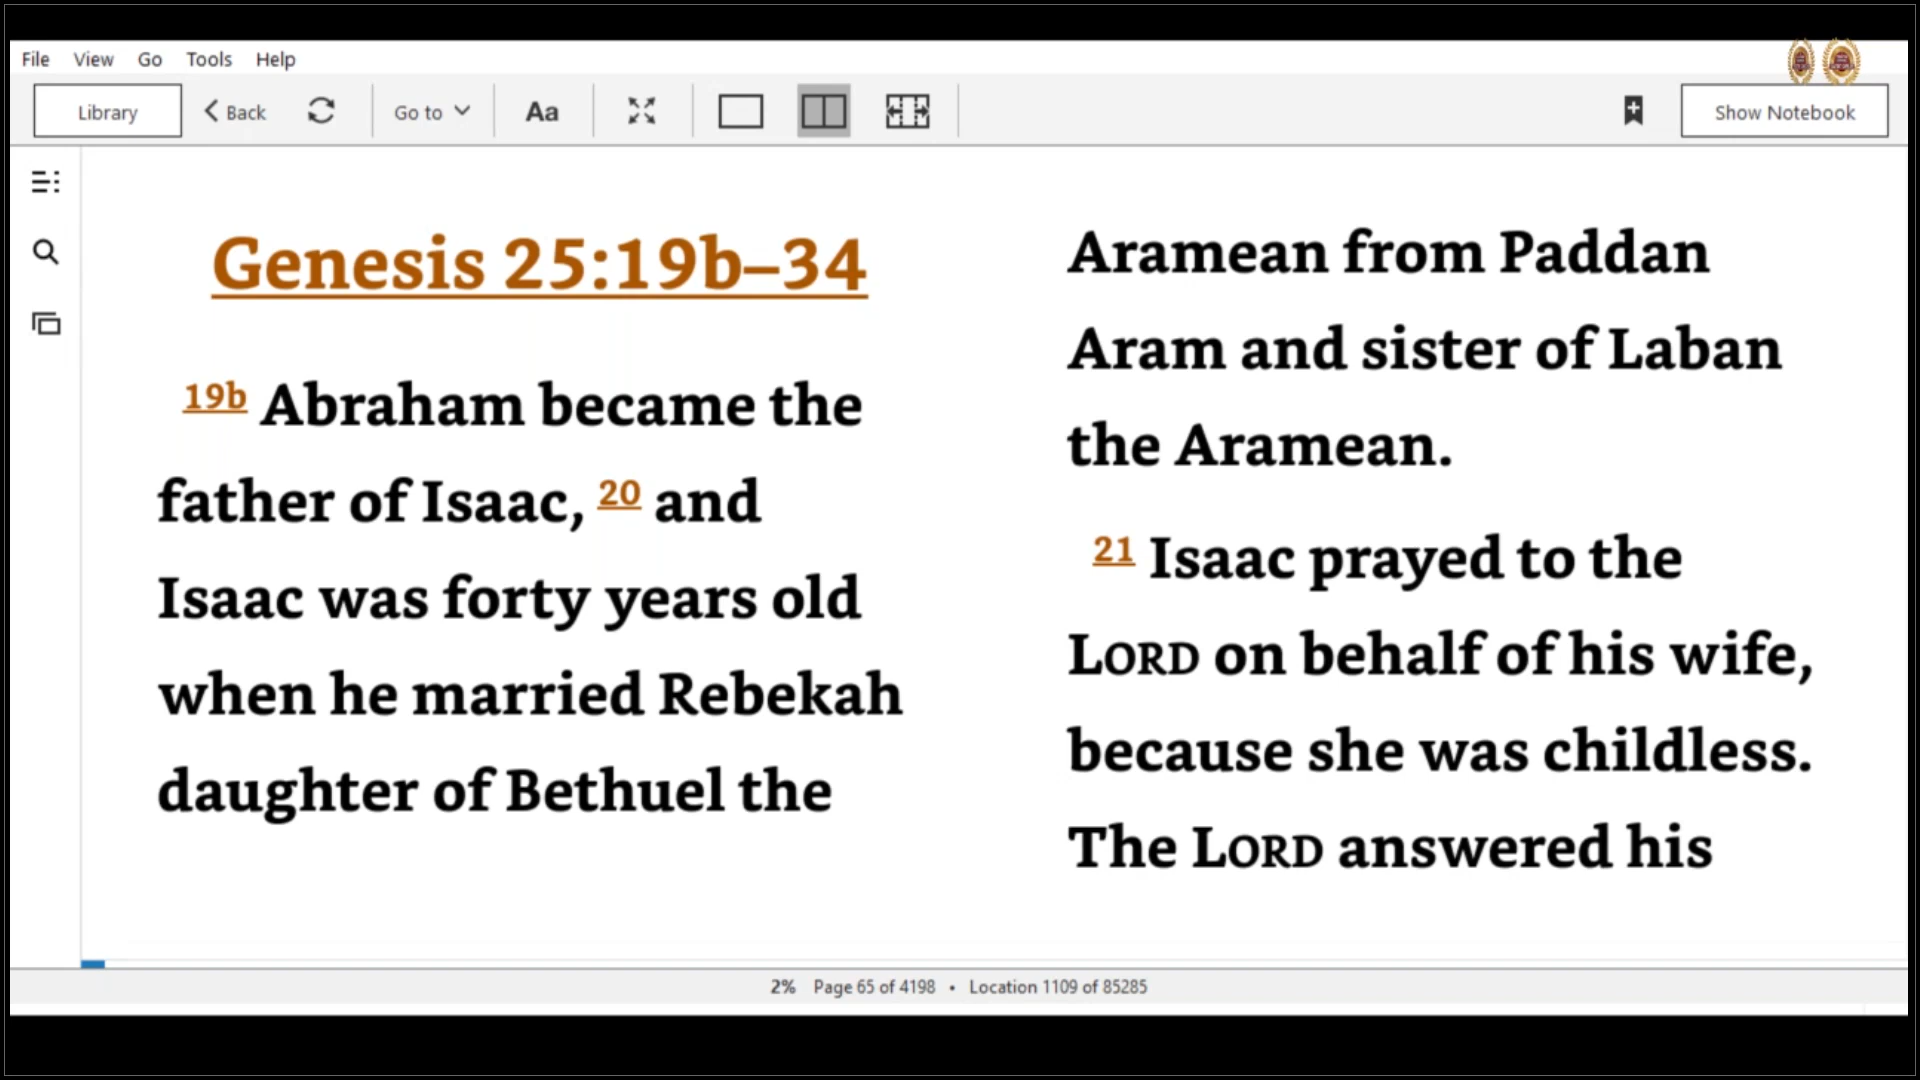 File View Go Tools Help
Library Back Go to Aa Show Notebook
Genesis 25:19b–34
19b Abraham became the
father of Isaac, 20 and
Isaac was forty years old
when he married Rebekah
daughter of Bethuel the
Aramean from Paddan
Aram and sister of Laban
the Aramean.
21 Isaac prayed to the
LORD on behalf of his wife,
because she was childless.
The LORD answered his
2% Page 65 of 4198 • Location 1109 of 85285